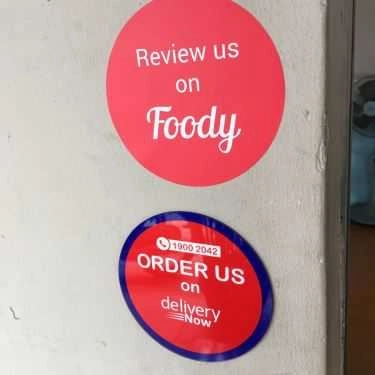 Review us
on
Foody
1900 2042
ORDER US
on
delivery
Now